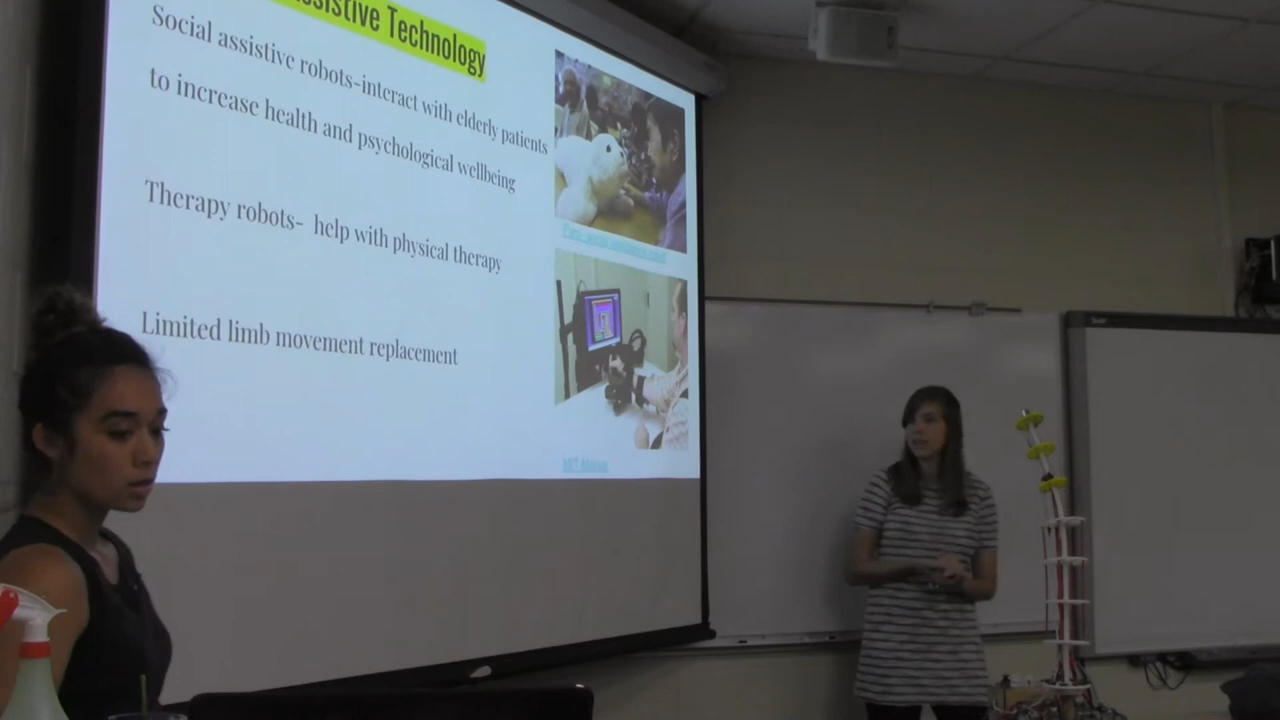 Assistive Technology
Social assistive robots-interact with elderly patients
to increase health and psychological wellbeing
Therapy robots- help with physical therapy
Limited limb movement replacement